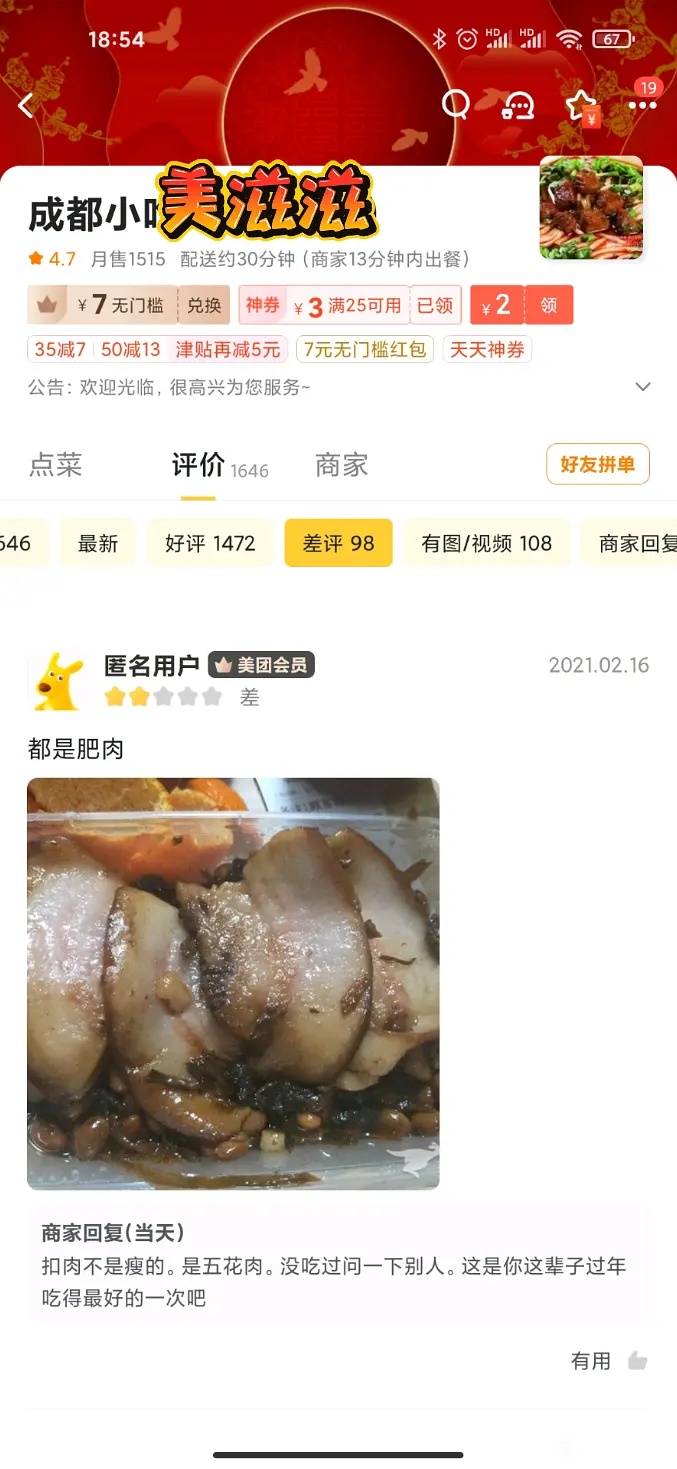 18:54
HD HD 67
19
¥
成都小吃
美滋滋
4.7 月售1515 配送约30分钟（商家13分钟内出餐）
¥7无门槛 兑换 神券 ¥3满25可用 已领 ¥2 领
35减7 50减13 津贴再减5元 7元无门槛红包 天天神券
公告：欢迎光临，很高兴为您服务~
点菜 评价 1646 商家 好友拼单
646 最新 好评 1472 差评 98 有图/视频 108 商家回复
匿名用户 美团会员 2021.02.16
差
都是肥肉
商家回复(当天)
扣肉不是瘦的。是五花肉。没吃过问一下别人。这是你这辈子过年
吃得最好的一次吧
有用